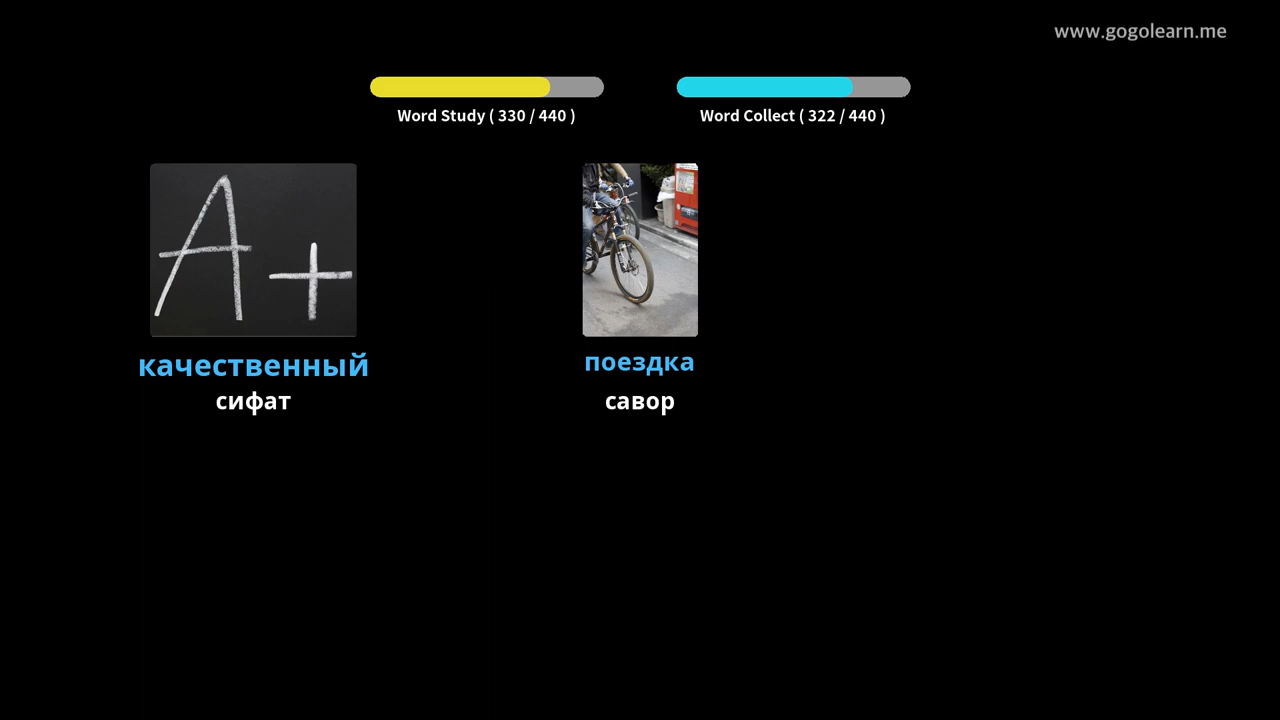 www.gogolearn.me
Word Study ( 330 / 440 )
Word Collect ( 322 / 440 )
A+
качественный
сифат
поездка
савор